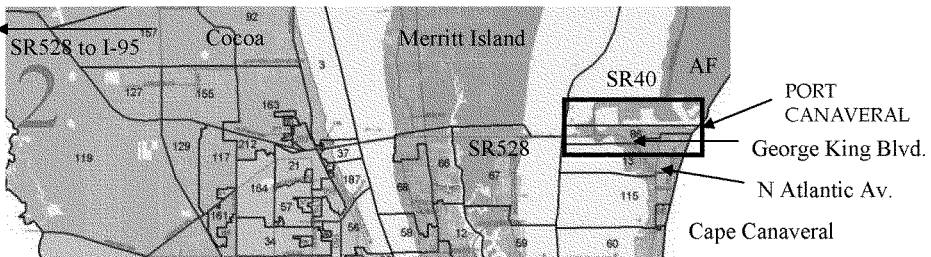 92
157
SR528 to I-95
Cocoa
Merritt Island
3
AF
SR40
2
127
155
163
PORT
CANAVERAL
119
129
117
212
21
37
SR528
George King Blvd.
164
187
68
66
67
13
N Atlantic Av.
57
115
161
34
56
58
12
59
60
Cape Canaveral